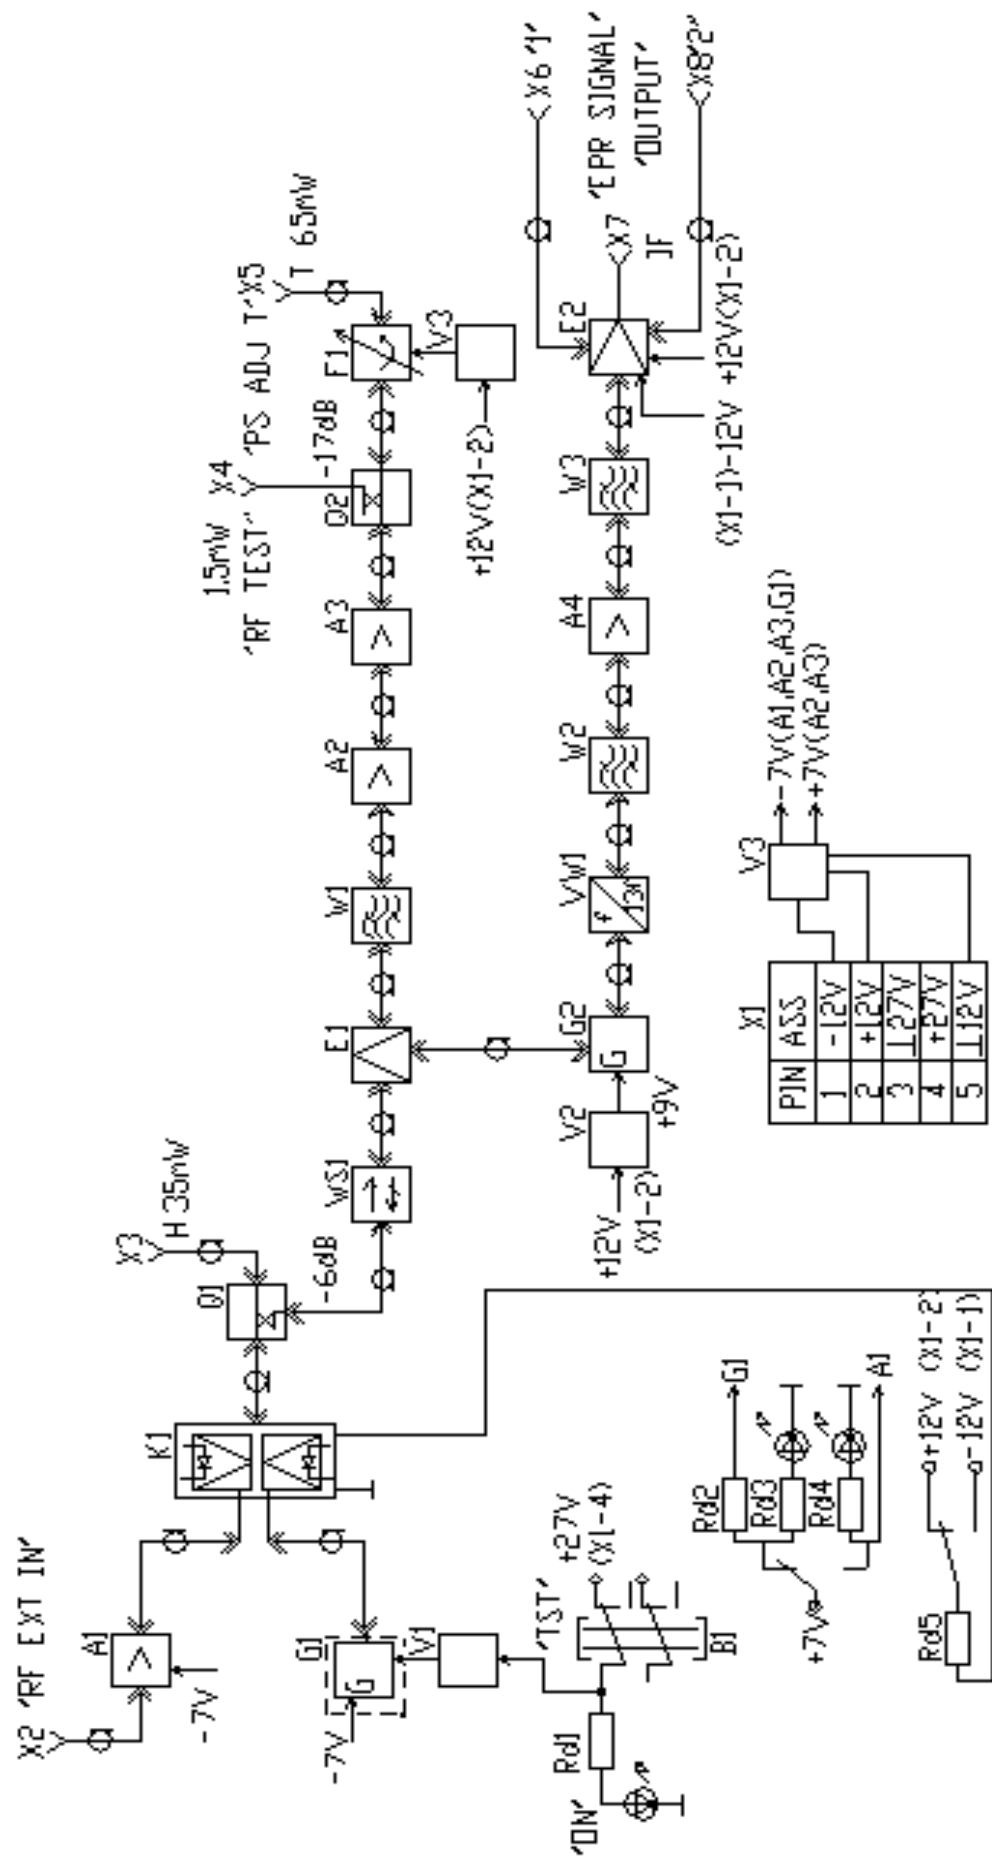 X2 'RF EXT IN'
A1
-7V
K1
X3
H 35mW
Q1
-6dB
WS1
E1
W1
A2
A3
1.5mW X4
'RF TEST' 'PS ADJ T' X5
Q2
-17dB
F1
T 65mW
V3
+12V(X1-2)
G1
G
-7V
V1
'TST'
+27V
(X1-4)
B1
Rd1
'ON'
+12V
(X1-2)
V2
+9V
G2
G
VW1
f
13f
W2
A4
W3
E2
X6 '1'
X7
'EPR SIGNAL'
'OUTPUT'
IF
X8'2'
(X1-1)-12V +12V(X1-2)
Rd2
G1
Rd3
Rd4
A1
+7V
Rd5
+12V (X1-2)
-12V (X1-1)
X1
PIN ASS
1 -12V
2 +12V
3 ⊥27V
4 +27V
5 ⊥12V
V3
-7V(A1.A2.A3.G1)
+7V(A2.A3)